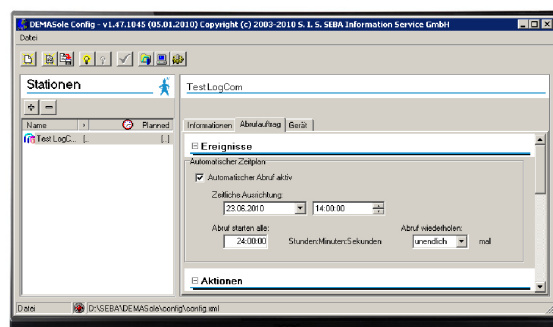 DEMASole Config - v1.47.1045 (05.01.2010) Copyright (c) 2003-2010 S. I. S. SEBA Information Service GmbH
Datei
Stationen
TestLogCom
Name
Planned
Informationen Abrufauftrag Gerät
Test LogC... [.. [..]
Ereignisse
Automatischer Zeitplan
Automatischer Abruf aktiv
Zeitliche Ausrichtung:
23.06.2010 14:00:00
Abruf starten alle: Abruf wiederholen:
24:00:00 Stunden:Minuten:Sekunden unendlich mal
Aktionen
Datei D:\SEBA\DEMASole\config\config.xml